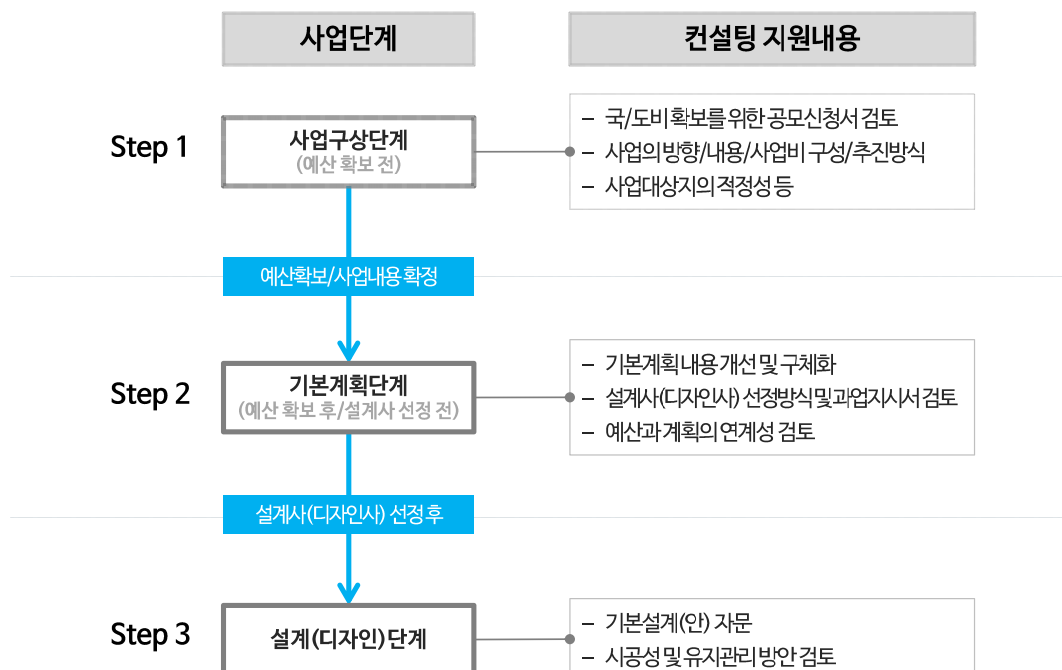 사업단계
컨설팅 지원내용
Step 1
사업구상단계
(예산 확보 전)
– 국/도비 확보를 위한 공모신청서 검토
– 사업의 방향/내용/사업비 구성/추진방식
– 사업대상지의 적정성 등
예산확보/사업내용 확정
Step 2
기본계획단계
(예산 확보 후/설계사 선정 전)
– 기본계획 내용 개선 및 구체화
– 설계사(디자인사) 선정방식 및 과업지시서 검토
– 예산과 계획의 연계성 검토
설계사(디자인사) 선정 후
Step 3
설계(디자인)단계
– 기본설계(안) 자문
– 시공성 및 유지관리 방안 검토